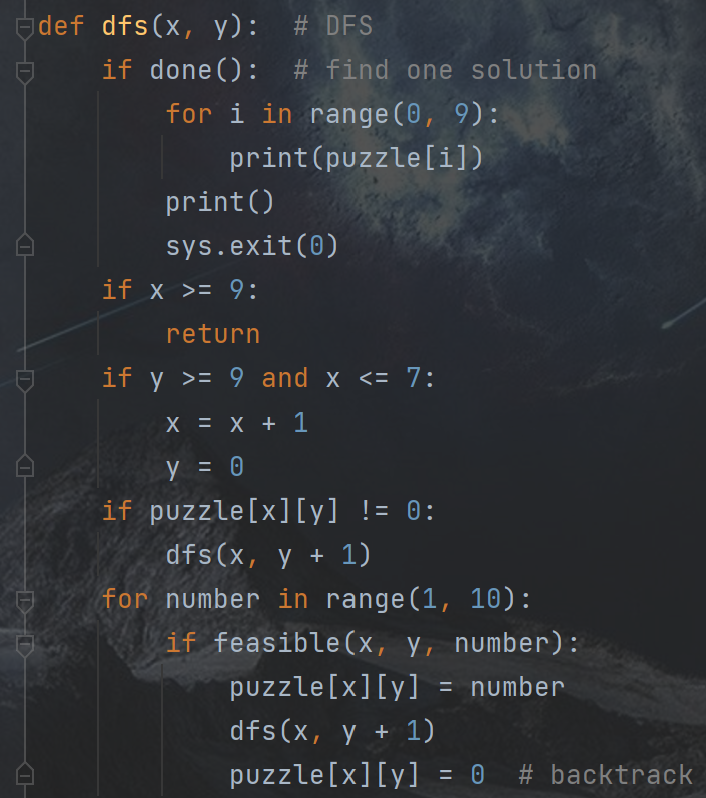 def dfs(x, y):  # DFS
    if done():  # find one solution
        for i in range(0, 9):
            print(puzzle[i])
        print()
        sys.exit(0)
    if x >= 9:
        return
    if y >= 9 and x <= 7:
        x = x + 1
        y = 0
    if puzzle[x][y] != 0:
        dfs(x, y + 1)
    for number in range(1, 10):
        if feasible(x, y, number):
            puzzle[x][y] = number
            dfs(x, y + 1)
            puzzle[x][y] = 0  # backtrack